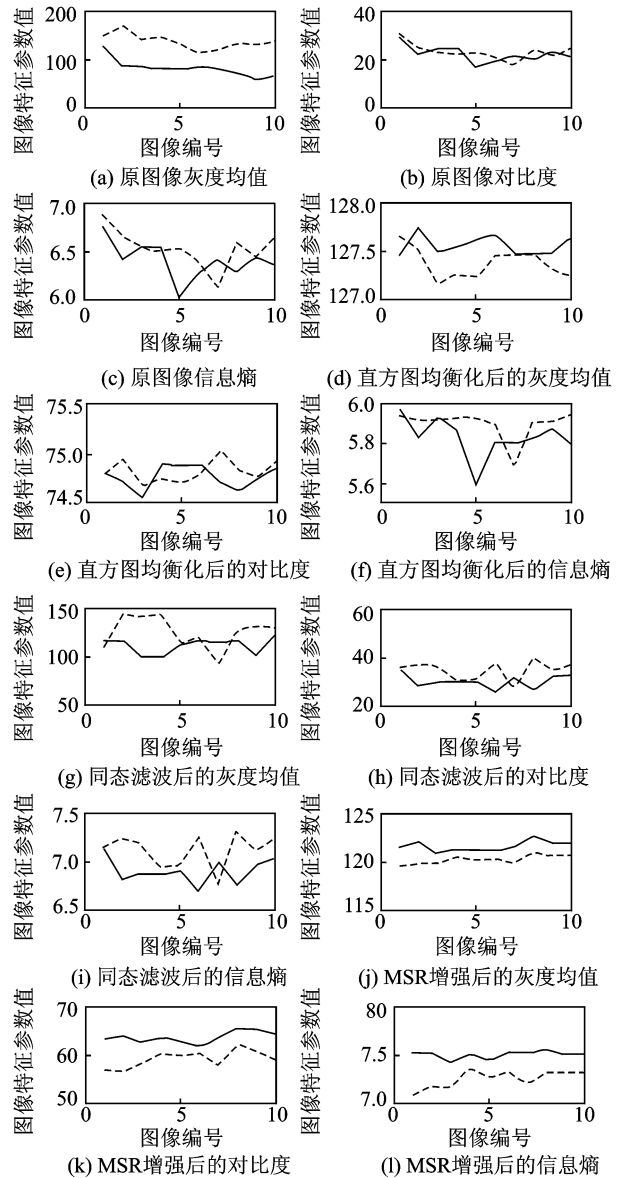 图像特征参数值
200
100
0
0
5
10
图像编号
(a) 原图像灰度均值
图像特征参数值
40
20
0
0
5
10
图像编号
(b) 原图像对比度
图像特征参数值
7.0
6.5
6.0
0
5
10
图像编号
(c) 原图像信息熵
图像特征参数值
128.0
127.5
127.0
0
5
10
图像编号
(d) 直方图均衡化后的灰度均值
图像特征参数值
75.5
75.0
74.5
0
5
10
图像编号
(e) 直方图均衡化后的对比度
图像特征参数值
6.0
5.8
5.6
0
5
10
图像编号
(f) 直方图均衡化后的信息熵
图像特征参数值
150
100
50
0
5
10
图像编号
(g) 同态滤波后的灰度均值
图像特征参数值
60
40
20
0
5
10
图像编号
(h) 同态滤波后的对比度
图像特征参数值
7.5
7.0
6.5
0
5
10
图像编号
(i) 同态滤波后的信息熵
图像特征参数值
125
120
115
0
5
10
图像编号
(j) MSR增强后的灰度均值
图像特征参数值
70
60
50
0
5
10
图像编号
(k) MSR增强后的对比度
图像特征参数值
80
7.5
7.0
0
5
10
图像编号
(l) MSR增强后的信息熵